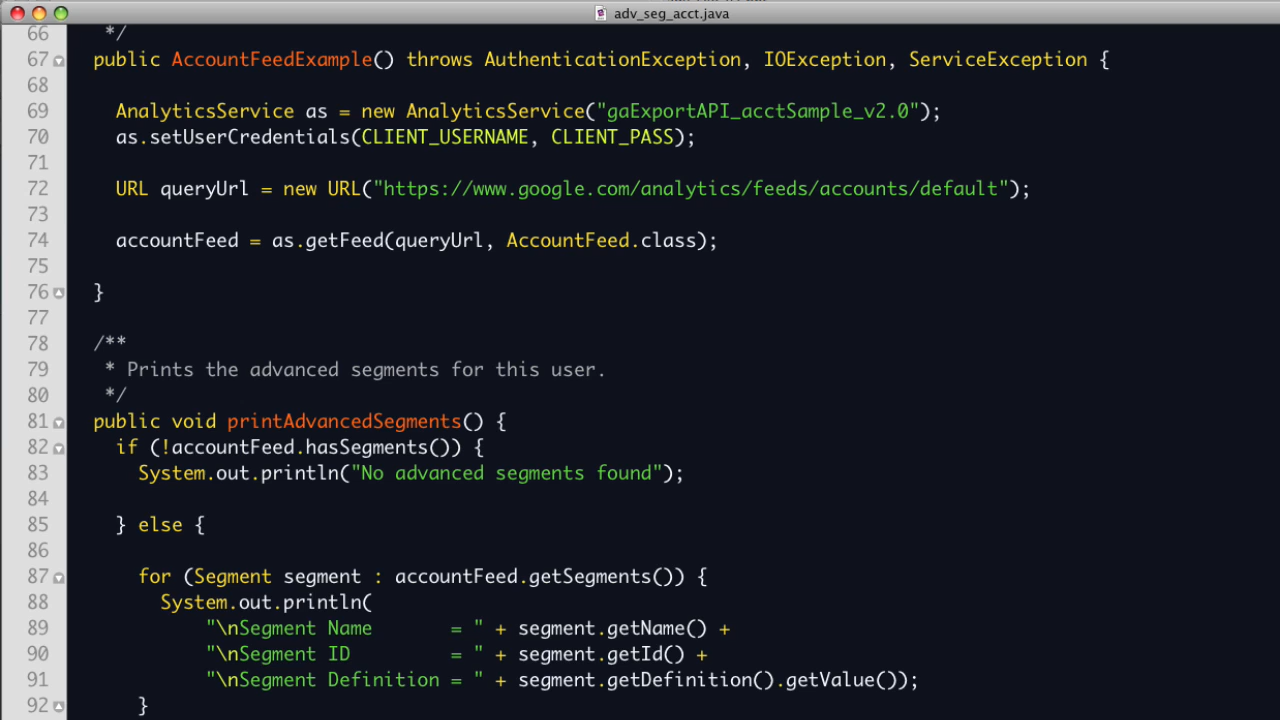 adv_seg_acct.java
66 */
67 public AccountFeedExample() throws AuthenticationException, IOException, ServiceException {
68
69 AnalyticsService as = new AnalyticsService("gaExportAPI_acctSample_v2.0");
70 as.setUserCredentials(CLIENT_USERNAME, CLIENT_PASS);
71
72 URL queryUrl = new URL("https://www.google.com/analytics/feeds/accounts/default");
73
74 accountFeed = as.getFeed(queryUrl, AccountFeed.class);
75
76 }
77
78 /**
79 * Prints the advanced segments for this user.
80 */
81 public void printAdvancedSegments() {
82 if (!accountFeed.hasSegments()) {
83 System.out.println("No advanced segments found");
84
85 } else {
86
87 for (Segment segment : accountFeed.getSegments()) {
88 System.out.println(
89 "\nSegment Name       = " + segment.getName() +
90 "\nSegment ID         = " + segment.getId() +
91 "\nSegment Definition = " + segment.getDefinition().getValue());
92 }